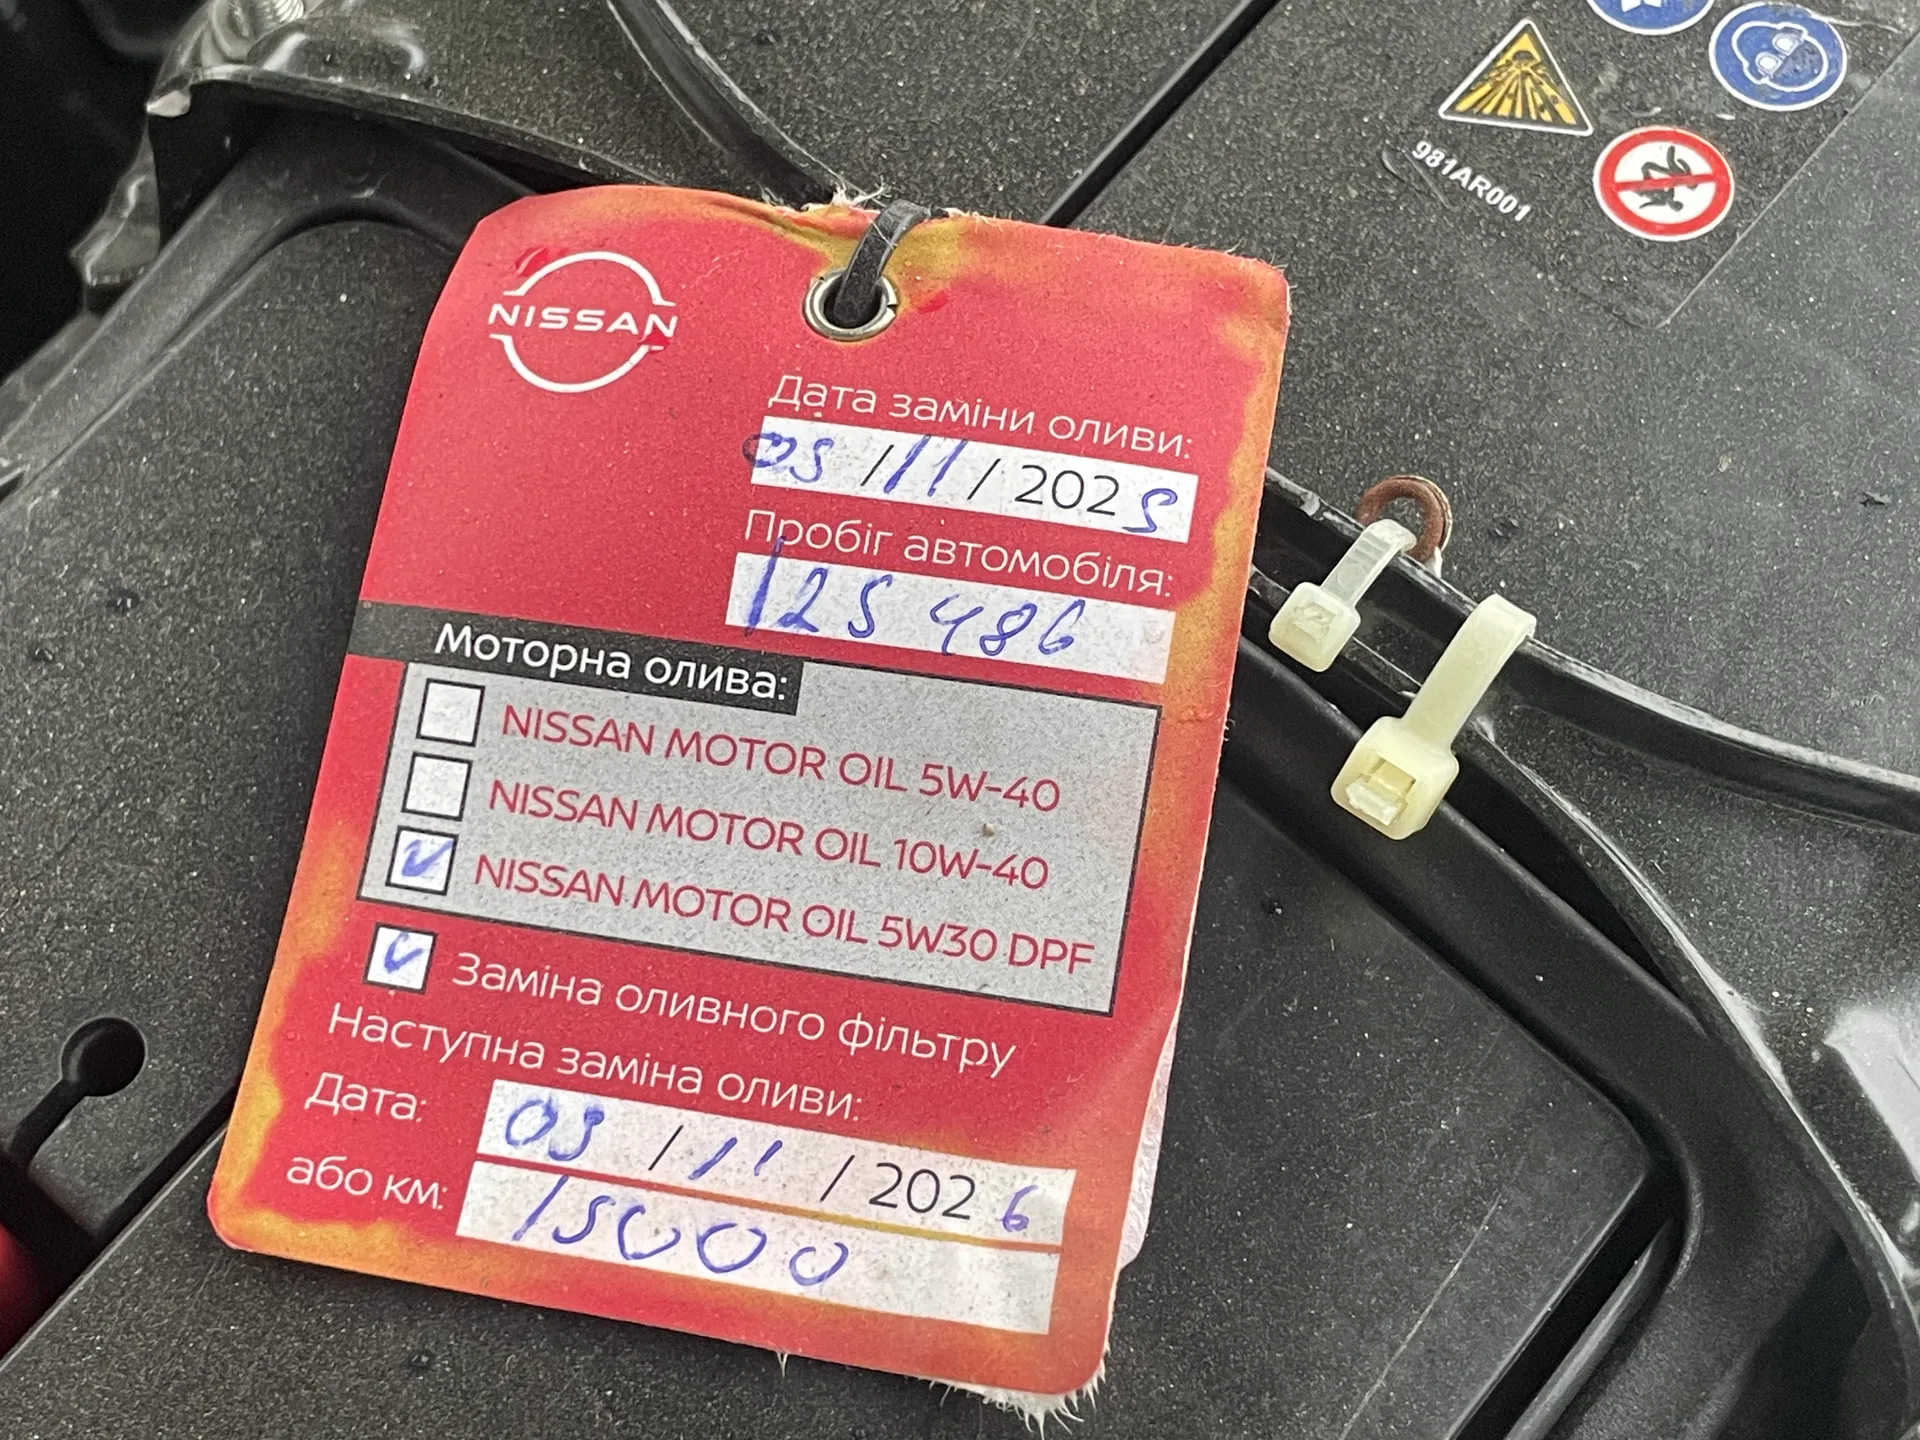 981AR001
NISSAN
Дата заміни оливи:
05 / 11 / 2025
Пробіг автомобіля:
125 486
Моторна олива:
NISSAN MOTOR OIL 5W-40
NISSAN MOTOR OIL 10W-40
NISSAN MOTOR OIL 5W30 DPF
Заміна оливного фільтру
Наступна заміна оливи:
Дата: 05 / 11 / 2026
або км: 15000